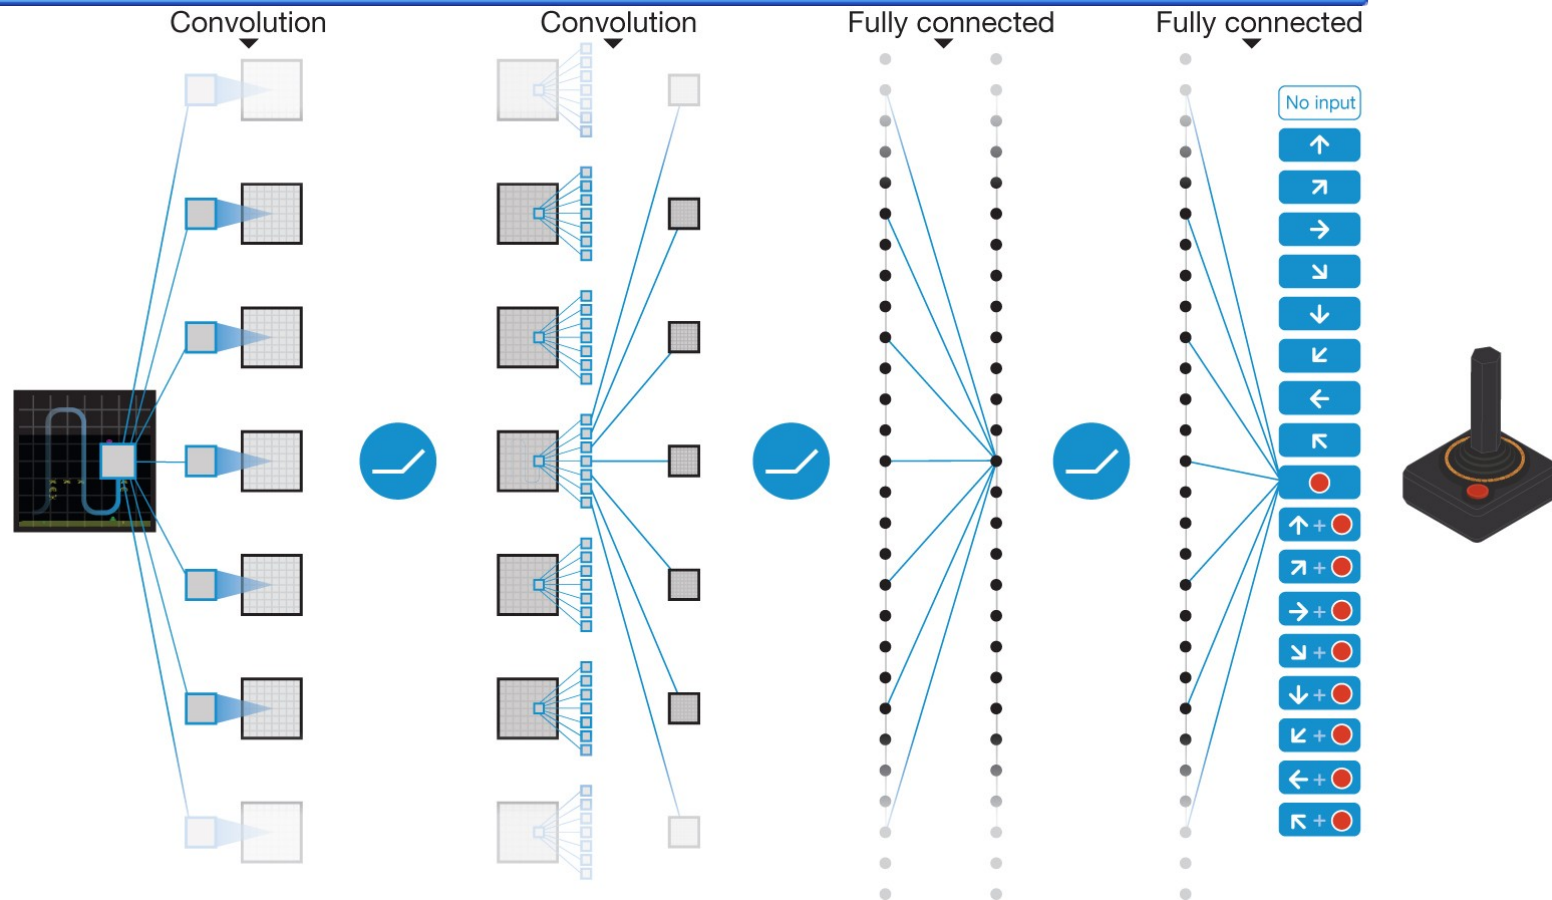 Convolution
Convolution
Fully connected
Fully connected
No input
+
+
+
+
+
+
+
+